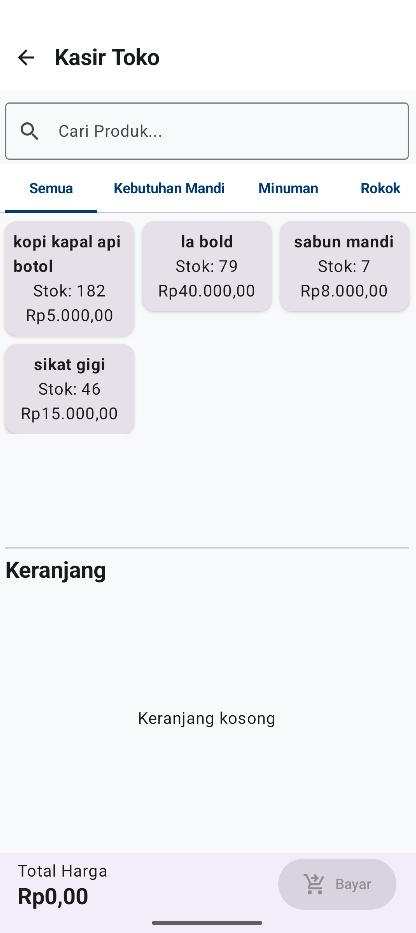 Kasir Toko
Cari Produk...
Semua Kebutuhan Mandi Minuman Rokok
kopi kapal api
botol
Stok: 182
Rp5.000,00
la bold
Stok: 79
Rp40.000,00
sabun mandi
Stok: 7
Rp8.000,00
sikat gigi
Stok: 46
Rp15.000,00
Keranjang
Keranjang kosong
Total Harga
Rp0,00
Bayar